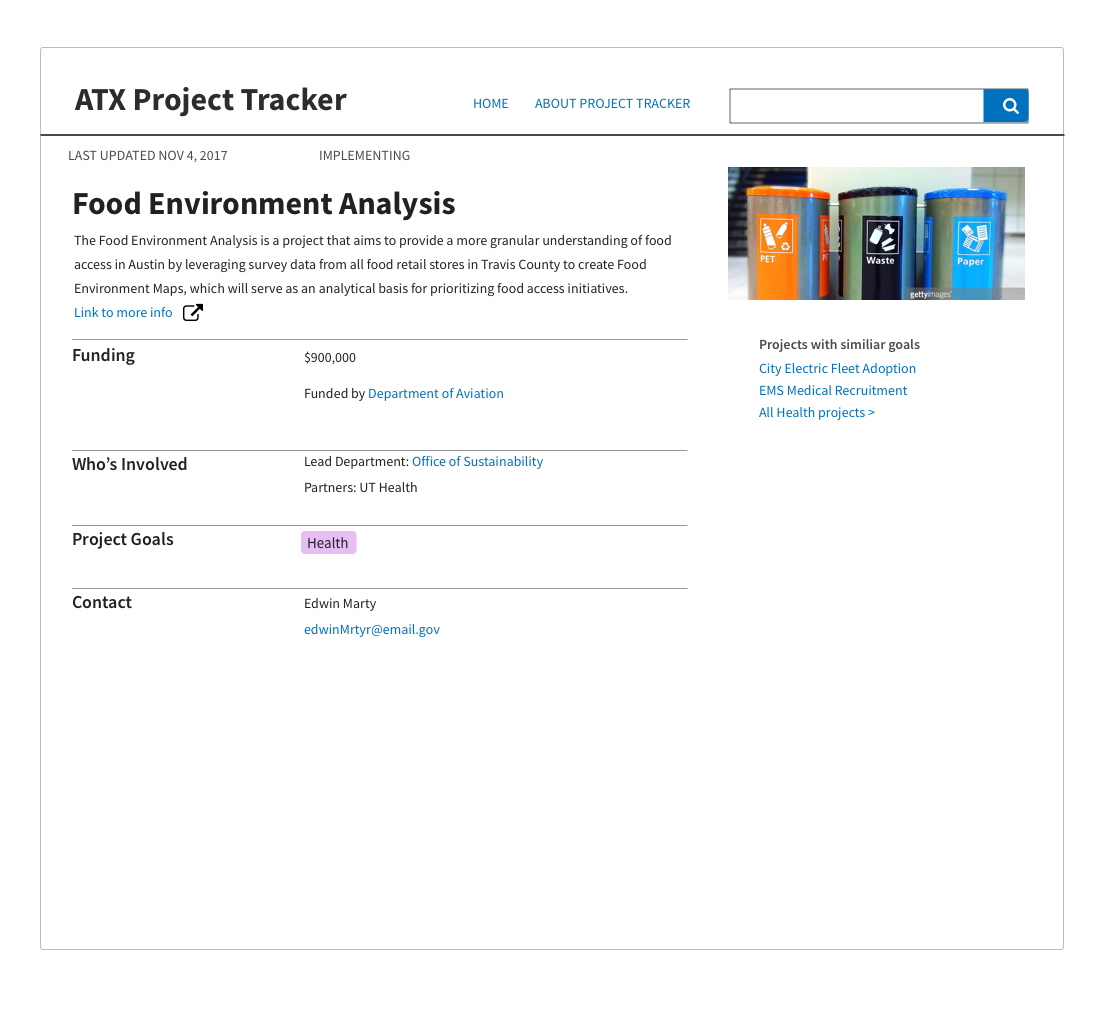 ATX Project Tracker
HOME
ABOUT PROJECT TRACKER
LAST UPDATED NOV 4, 2017
IMPLEMENTING
Food Environment Analysis
The Food Environment Analysis is a project that aims to provide a more granular understanding of food
access in Austin by leveraging survey data from all food retail stores in Travis County to create Food
Environment Maps, which will serve as an analytical basis for prioritizing food access initiatives.
Link to more info
Funding
$900,000
Funded by Department of Aviation
Who’s Involved
Lead Department: Office of Sustainability
Partners: UT Health
Project Goals
Health
Contact
Edwin Marty
edwinMrtyr@email.gov
PET
Waste
Paper
gettyimages
Projects with similiar goals
City Electric Fleet Adoption
EMS Medical Recruitment
All Health projects >